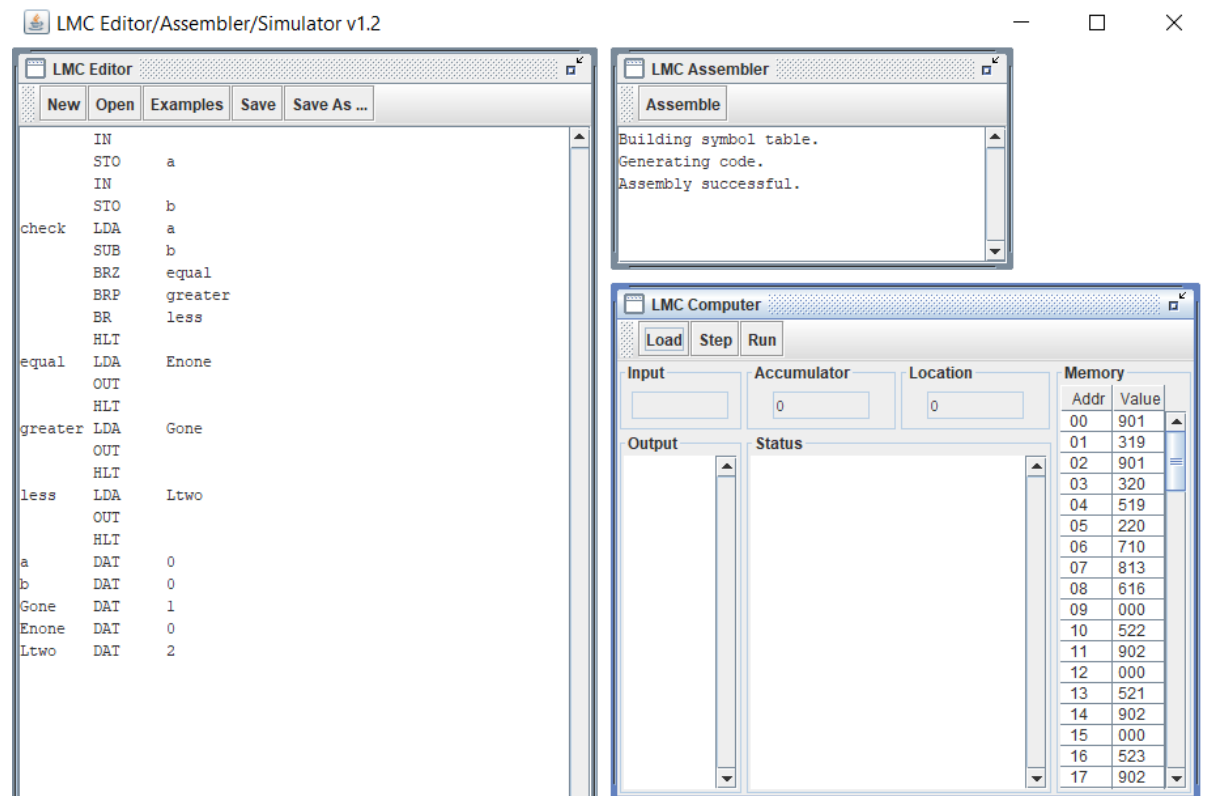 LMC Editor/Assembler/Simulator v1.2
LMC Editor
New Open Examples Save Save As ...
IN
STO a
IN
STO b
check LDA a
SUB b
BRZ equal
BRP greater
BR less
HLT
equal LDA Enone
OUT
HLT
greater LDA Gone
OUT
HLT
less LDA Ltwo
OUT
HLT
a DAT 0
b DAT 0
Gone DAT 1
Enone DAT 0
Ltwo DAT 2
LMC Assembler
Assemble
Building symbol table.
Generating code.
Assembly successful.
LMC Computer
Load Step Run
Input Accumulator Location
0 0
Output Status
Memory
Addr Value
00 901
01 319
02 901
03 320
04 519
05 220
06 710
07 813
08 616
09 000
10 522
11 902
12 000
13 521
14 902
15 000
16 523
17 902